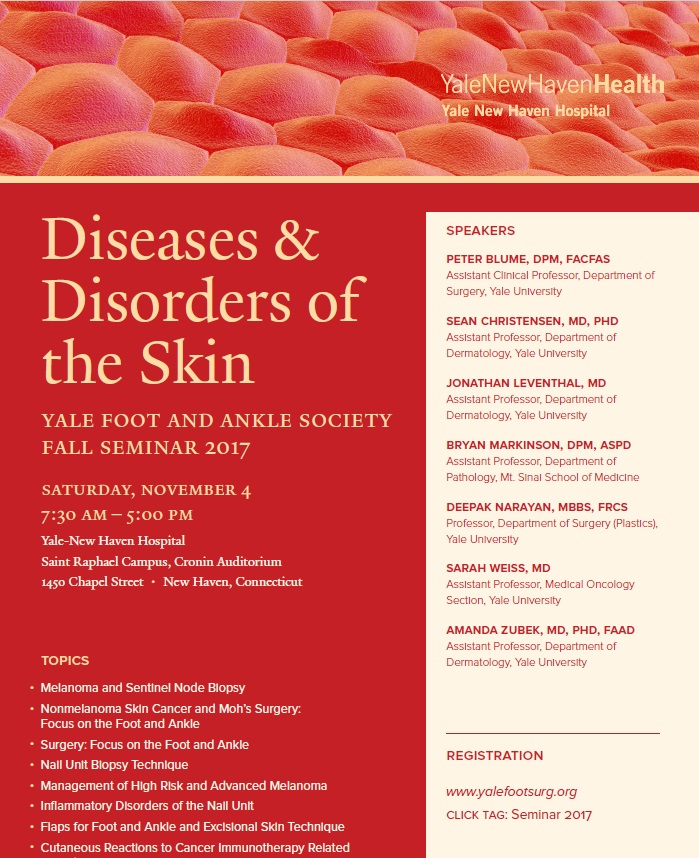 YaleNewHavenHealth
Yale New Haven Hospital
Diseases &
Disorders of
the Skin
YALE FOOT AND ANKLE SOCIETY
FALL SEMINAR 2017
SATURDAY, NOVEMBER 4
7:30 AM – 5:00 PM
Yale-New Haven Hospital
Saint Raphael Campus, Cronin Auditorium
1450 Chapel Street • New Haven, Connecticut
TOPICS
• Melanoma and Sentinel Node Biopsy
• Nonmelanoma Skin Cancer and Moh's Surgery:
Focus on the Foot and Ankle
• Surgery: Focus on the Foot and Ankle
• Nail Unit Biopsy Technique
• Management of High Risk and Advanced Melanoma
• Inflammatory Disorders of the Nail Unit
• Flaps for Foot and Ankle and Excisional Skin Technique
• Cutaneous Reactions to Cancer Immunotherapy Related
SPEAKERS
PETER BLUME, DPM, FACFAS
Assistant Clinical Professor, Department of
Surgery, Yale University
SEAN CHRISTENSEN, MD, PHD
Assistant Professor, Department of
Dermatology, Yale University
JONATHAN LEVENTHAL, MD
Assistant Professor, Department of
Dermatology, Yale University
BRYAN MARKINSON, DPM, ASPD
Assistant Professor, Department of
Pathology, Mt. Sinai School of Medicine
DEEPAK NARAYAN, MBBS, FRCS
Professor, Department of Surgery (Plastics),
Yale University
SARAH WEISS, MD
Assistant Professor, Medical Oncology
Section, Yale University
AMANDA ZUBEK, MD, PHD, FAAD
Assistant Professor, Department of
Dermatology, Yale University
REGISTRATION
www.yalefootsurg.org
CLICK TAG: Seminar 2017